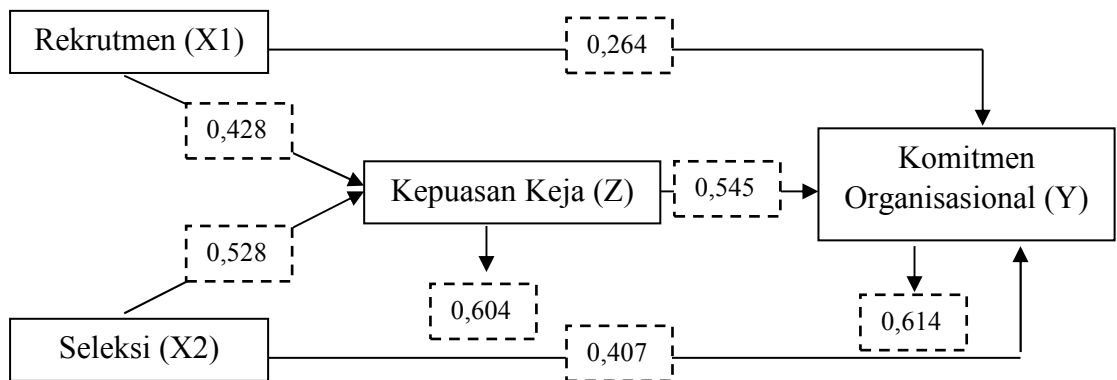 Rekrutmen (X1)
0,264
0,428
Komitmen
Organisasional (Y)
Kepuasan Keja (Z)
0,545
0,528
0,604
0,614
Seleksi (X2)
0,407